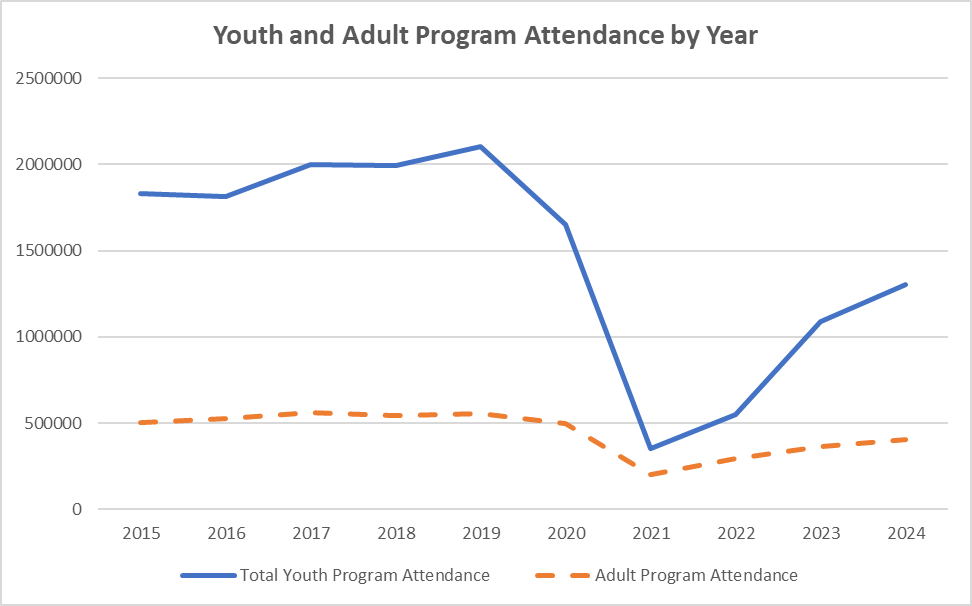 Youth and Adult Program Attendance by Year
2500000
2000000
1500000
1000000
500000
0
2015 2016 2017 2018 2019 2020 2021 2022 2023 2024
Total Youth Program Attendance Adult Program Attendance